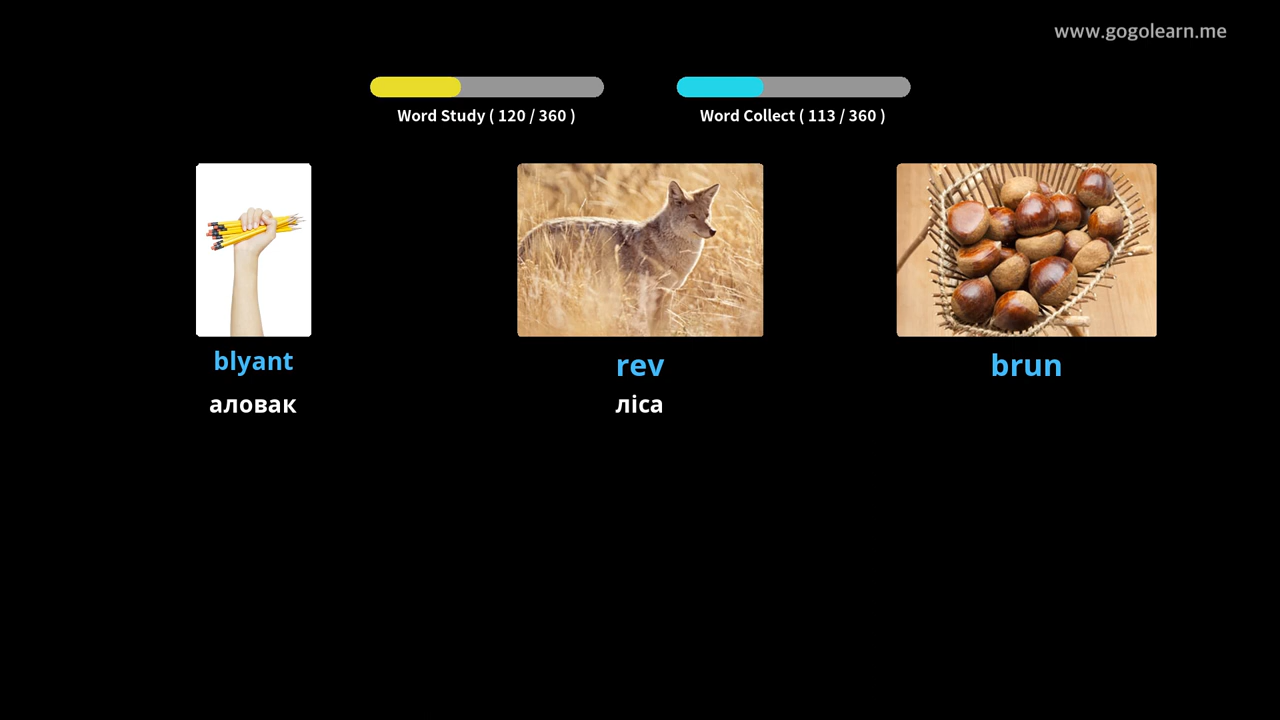 www.gogolearn.me
Word Study ( 120 / 360 )
Word Collect ( 113 / 360 )
blyant
rev
brun
аловак
ліса